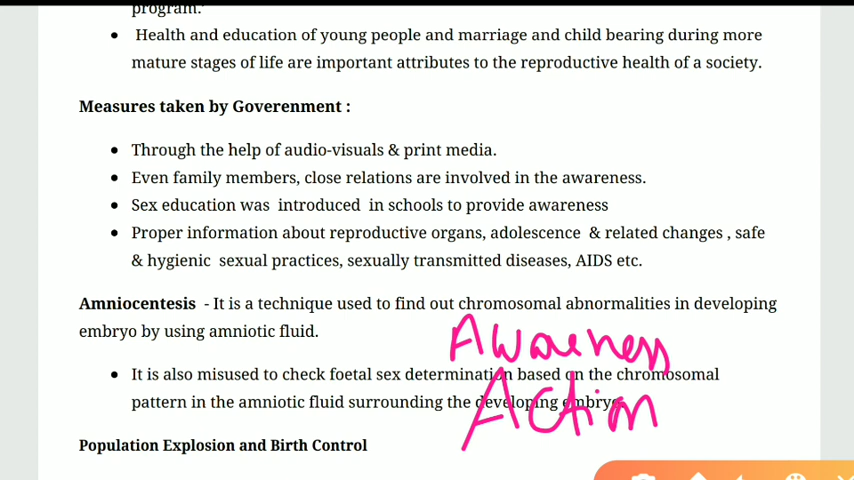 program.'
Health and education of young people and marriage and child bearing during more
mature stages of life are important attributes to the reproductive health of a society.
Measures taken by Goverenment :
Through the help of audio-visuals & print media.
Even family members, close relations are involved in the awareness.
Sex education was introduced in schools to provide awareness
Proper information about reproductive organs, adolescence & related changes , safe
& hygienic sexual practices, sexually transmitted diseases, AIDS etc.
Amniocentesis - It is a technique used to find out chromosomal abnormalities in developing
embryo by using amniotic fluid.
Awareness
It is also misused to check foetal sex determination based on the chromosomal
pattern in the amniotic fluid surrounding the developing embryo.
Action
Population Explosion and Birth Control